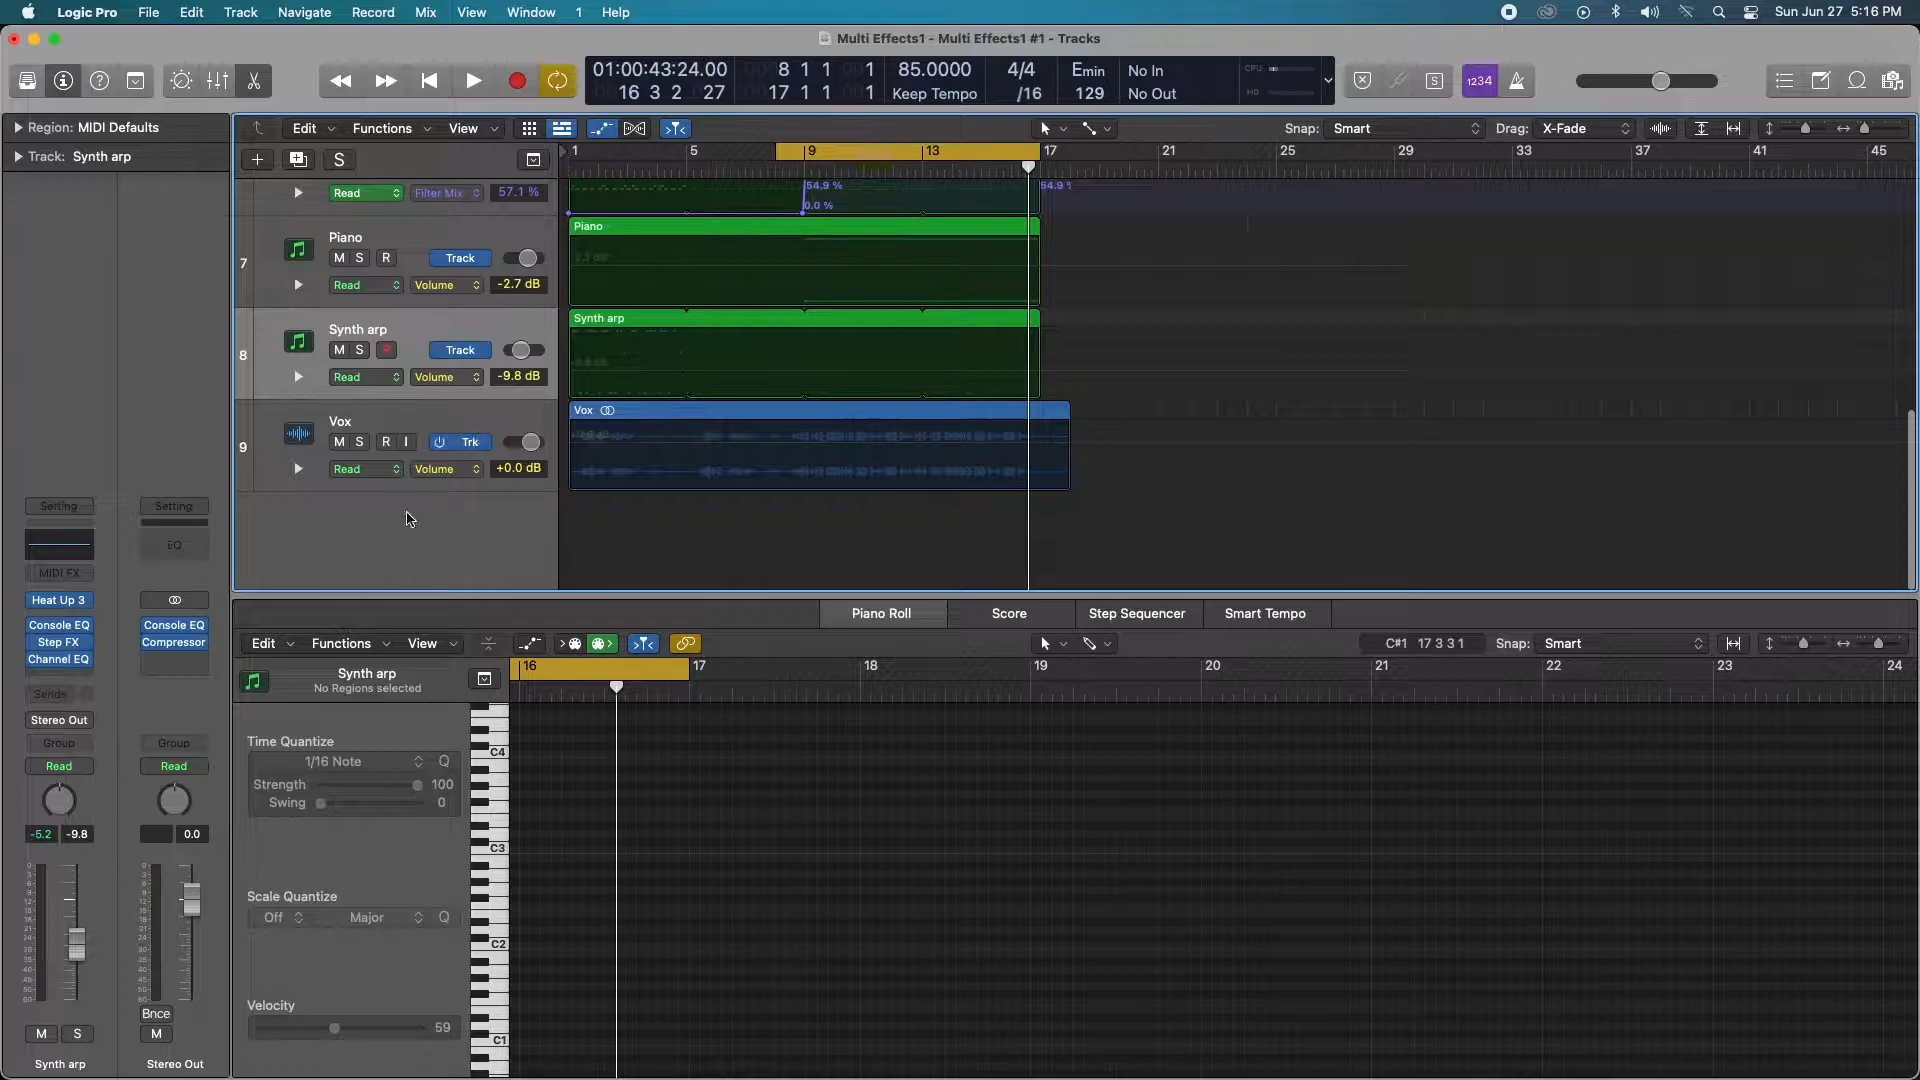 Logic Pro File Edit Track Navigate Record Mix View Window 1 Help Sun Jun 27 5:16 PM
Multi Effects1 - Multi Effects1 #1 - Tracks
01:00:43:24.00 8 1 1 1 85.0000 4/4 Emin No In CPU
16 3 2 27 17 1 1 1 Keep Tempo /16 129 No Out HD
S 1234
Region: MIDI Defaults
Edit Functions View Snap: Smart Drag: X-Fade
Track: Synth arp
S
1 5 9 13 17 21 25 29 33 37 41 45
Read Filter Mix 57.1 % 54.9 %
0.0 %
Piano Piano
7 M S R Track
Read Volume -2.7 dB
Synth arp Synth arp
8 M S Track
Read Volume -9.8 dB
Vox Vox
9 M S R I Trk
Read Volume +0.0 dB
Setting Setting
EQ
MIDI FX
Heat Up 3
Console EQ Console EQ
Step FX Compressor
Channel EQ
Sends
Stereo Out
Group Group
Read Read
-5.2 -9.8 0.0
Bnce
M S M
Synth arp Stereo Out
Piano Roll Score Step Sequencer Smart Tempo
Edit Functions View C#1 17 3 3 1 Snap: Smart
Synth arp
No Regions selected
16 17 18 19 20 21 22 23 24
Time Quantize
1/16 Note Q
Strength 100
Swing 0
Scale Quantize
Off Major Q
Velocity
59
C4
C3
C2
C1